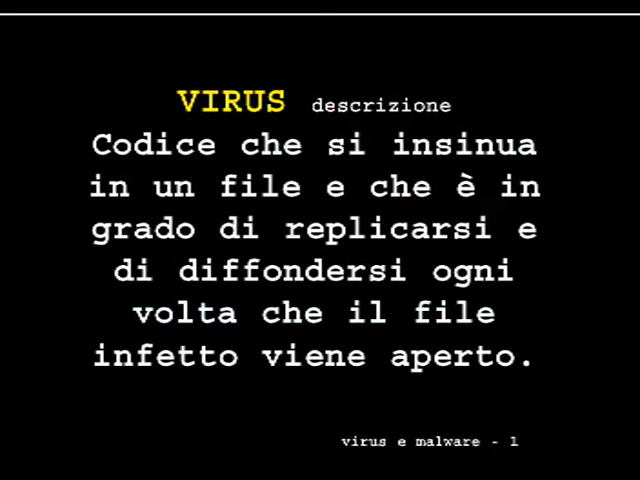 VIRUS descrizione
Codice che si insinua
in un file e che è in
grado di replicarsi e
di diffondersi ogni
volta che il file
infetto viene aperto.
virus e malware - 1